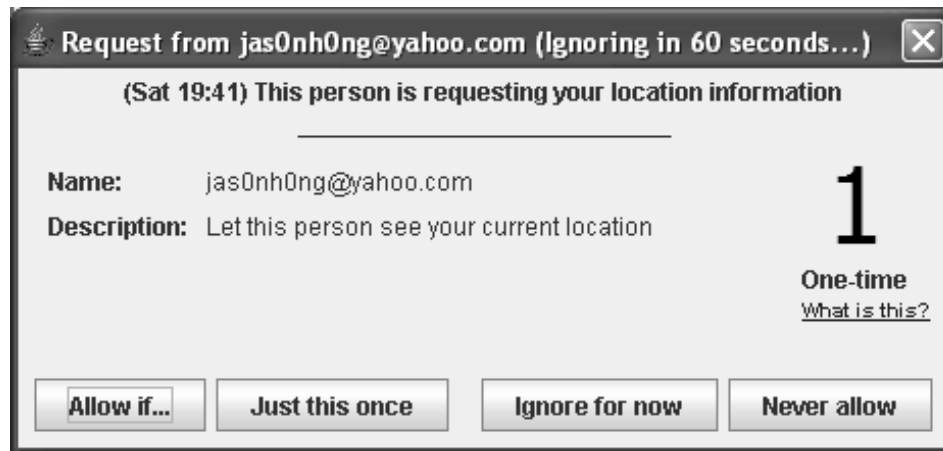 Request from jas0nh0ng@yahoo.com (Ignoring in 60 seconds...)
(Sat 19:41) This person is requesting your location information
Name: jas0nh0ng@yahoo.com
Description: Let this person see your current location
1
One-time
What is this?
Allow if... Just this once Ignore for now Never allow